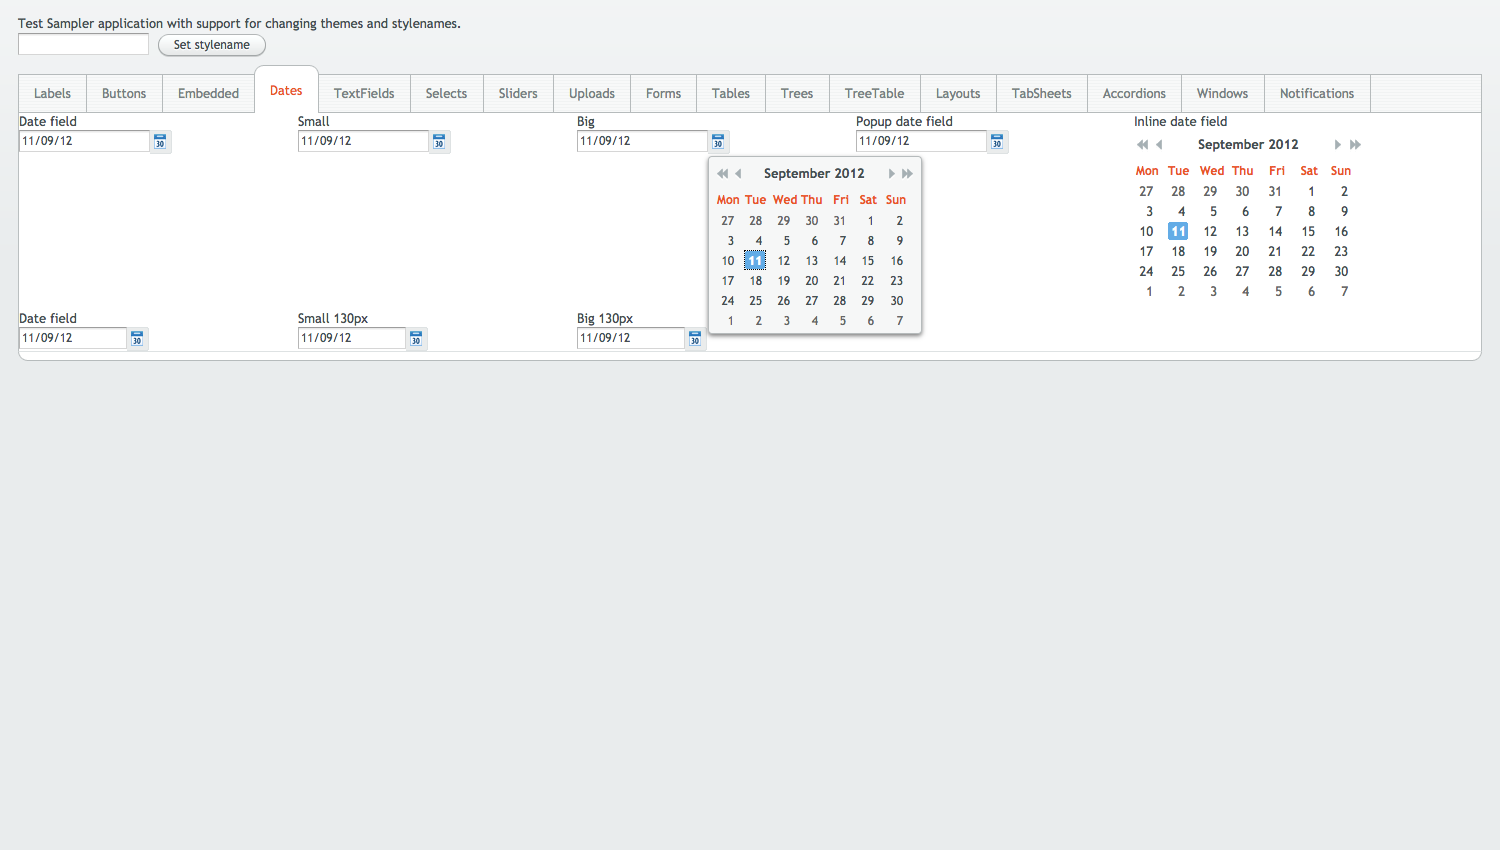 Test Sampler application with support for changing themes and stylenames.
Set stylename
Labels Buttons Embedded Dates TextFields Selects Sliders Uploads Forms Tables Trees TreeTable Layouts TabSheets Accordions Windows Notifications
Date field Small Big Popup date field Inline date field
11/09/12 30 11/09/12 30 11/09/12 30 11/09/12 30
September 2012
Mon Tue Wed Thu Fri Sat Sun
27 28 29 30 31 1 2
3 4 5 6 7 8 9
10 11 12 13 14 15 16
17 18 19 20 21 22 23
24 25 26 27 28 29 30
1 2 3 4 5 6 7
September 2012
Mon Tue Wed Thu Fri Sat Sun
27 28 29 30 31 1 2
3 4 5 6 7 8 9
10 11 12 13 14 15 16
17 18 19 20 21 22 23
24 25 26 27 28 29 30
1 2 3 4 5 6 7
Date field Small 130px Big 130px
11/09/12 30 11/09/12 30 11/09/12 30